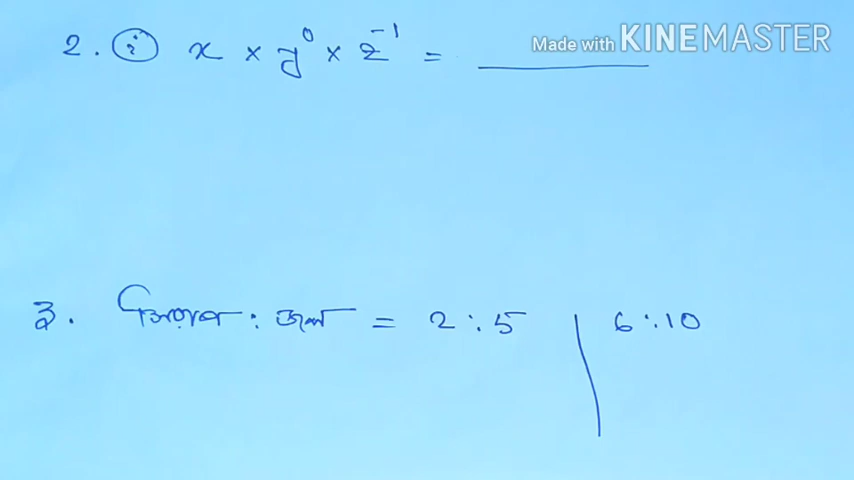 2. (i) x × y⁰ × z⁻¹ = ________
Made with KINEMASTER
3. সিরাপ : জল = 2 : 5 | 6 : 10